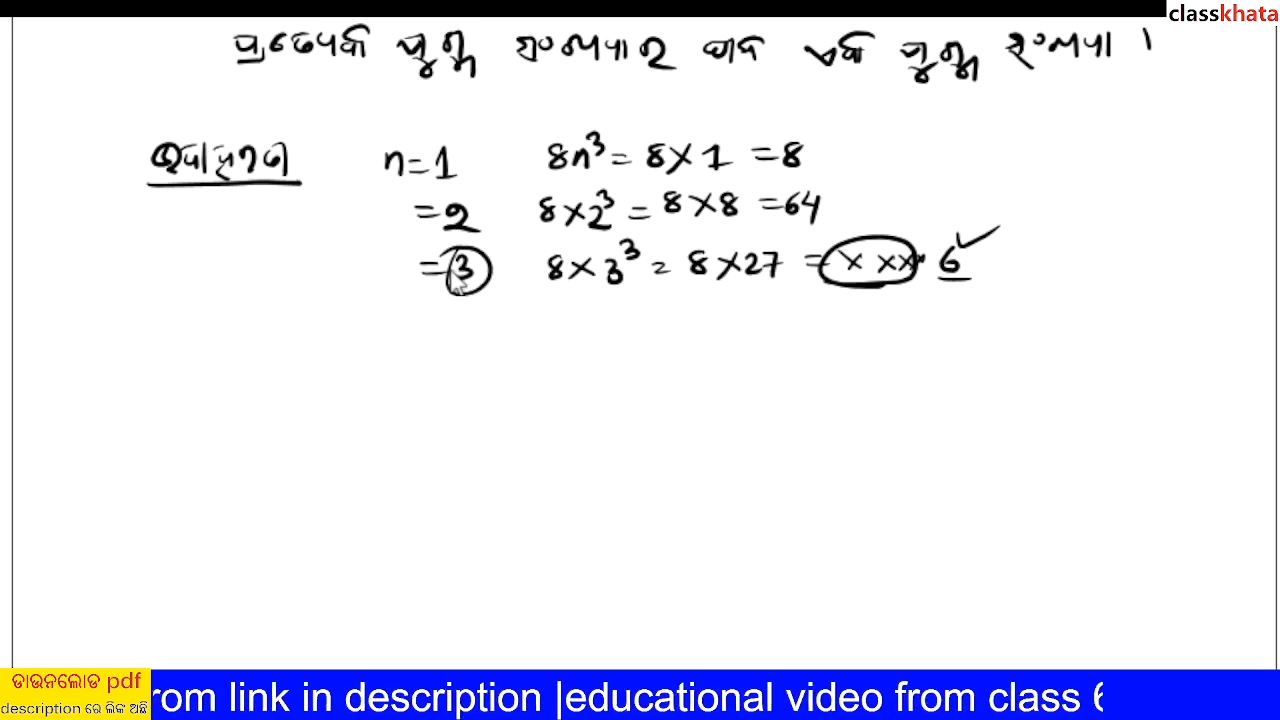 classkhata
ପ୍ରତ୍ୟେକ ଯୁଗ୍ମ ସଂଖ୍ୟାର ଘନ ଏକ ଯୁଗ୍ମ ସଂଖ୍ୟା ।
ଉଦାହରଣ n=1 8n³ = 8×1 =8
=2 8×2³ = 8×8 =64
=3 8×3³ = 8×27 = × ×× 6 ✓
ଡାଉନଲୋଡ pdf
description ରେ ଲିଙ୍କ ଅଛି
rom link in description |educational video from class 6